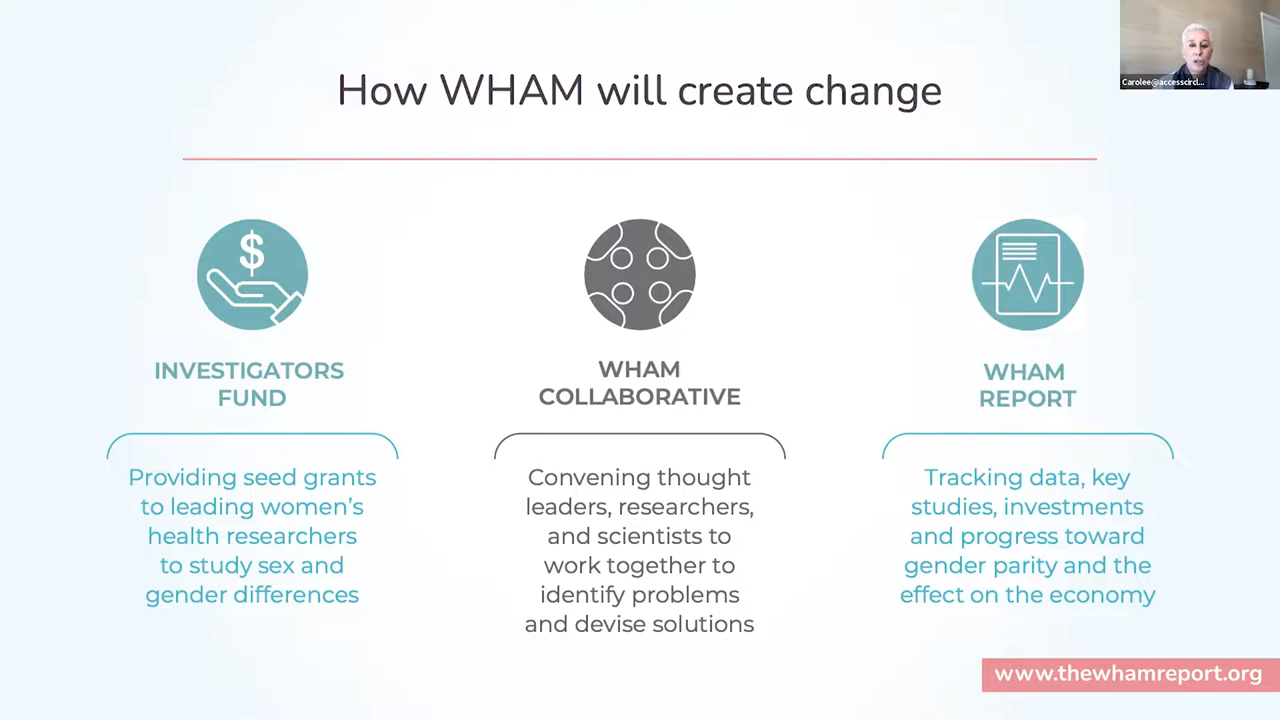 How WHAM will create change
Carolee@accesscircl...
$
INVESTIGATORS
FUND
Providing seed grants
to leading women's
health researchers
to study sex and
gender differences
WHAM
COLLABORATIVE
Convening thought
leaders, researchers,
and scientists to
work together to
identify problems
and devise solutions
WHAM
REPORT
Tracking data, key
studies, investments
and progress toward
gender parity and the
effect on the economy
www.thewhamreport.org